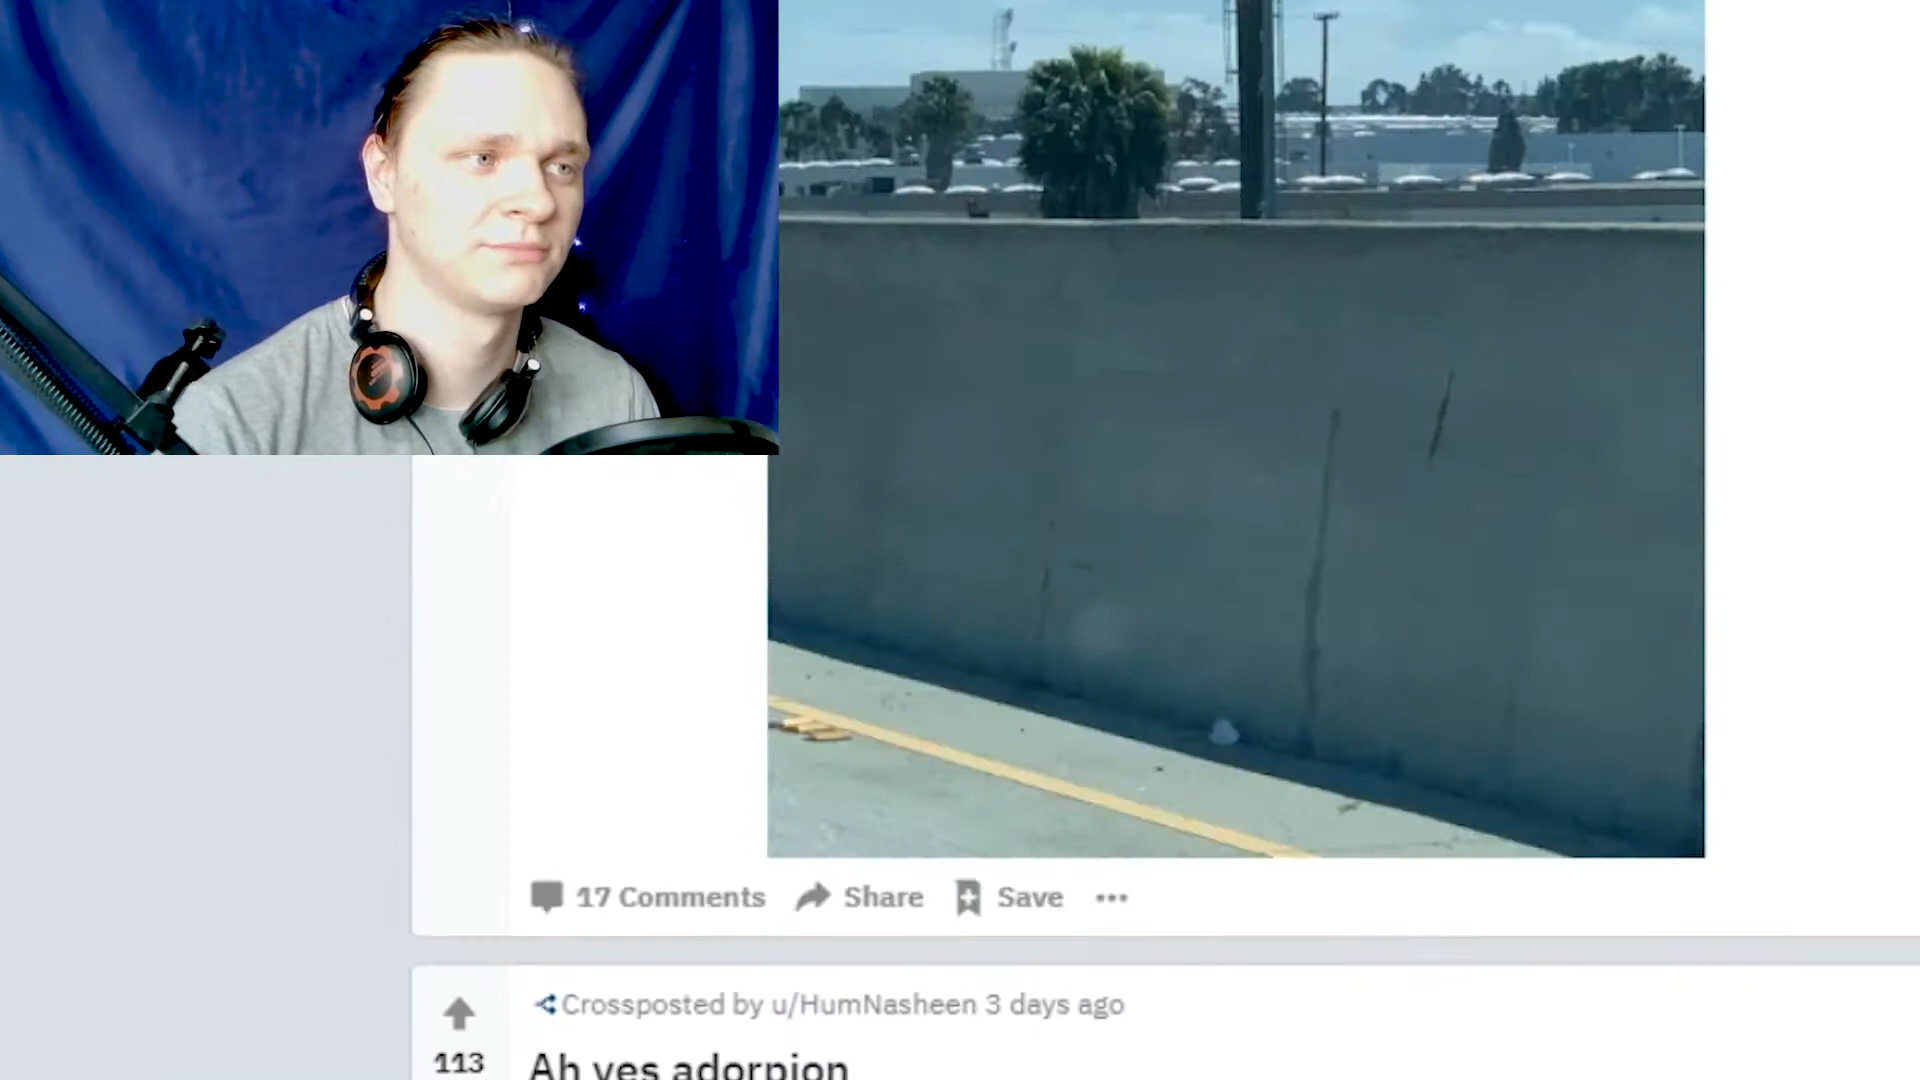 17 Comments Share Save
Crossposted by u/HumNasheen 3 days ago
113
Ah yes adorpion